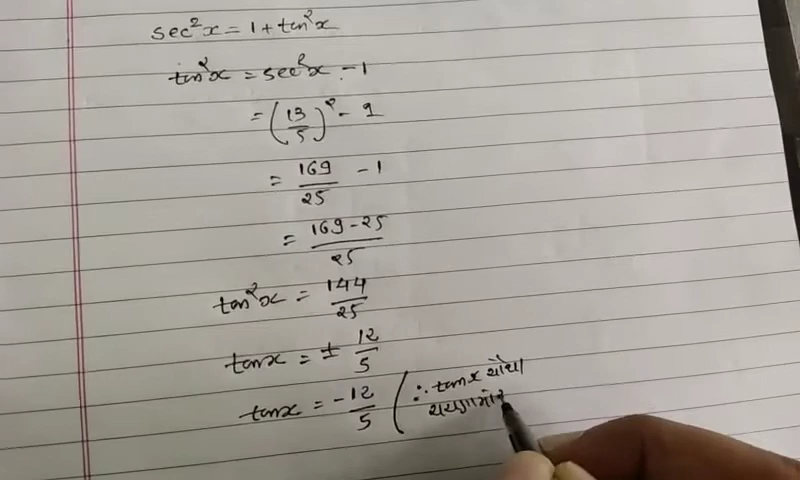 sec²x = 1 + tan²x
tan²x = sec²x - 1
= (13/5)² - 1
= 169/25 - 1
= 169-25/25
tan²x = 144/25
tanx = ± 12/5
tanx = -12/5 (∴ tanx ચોથા
ચરણમાં